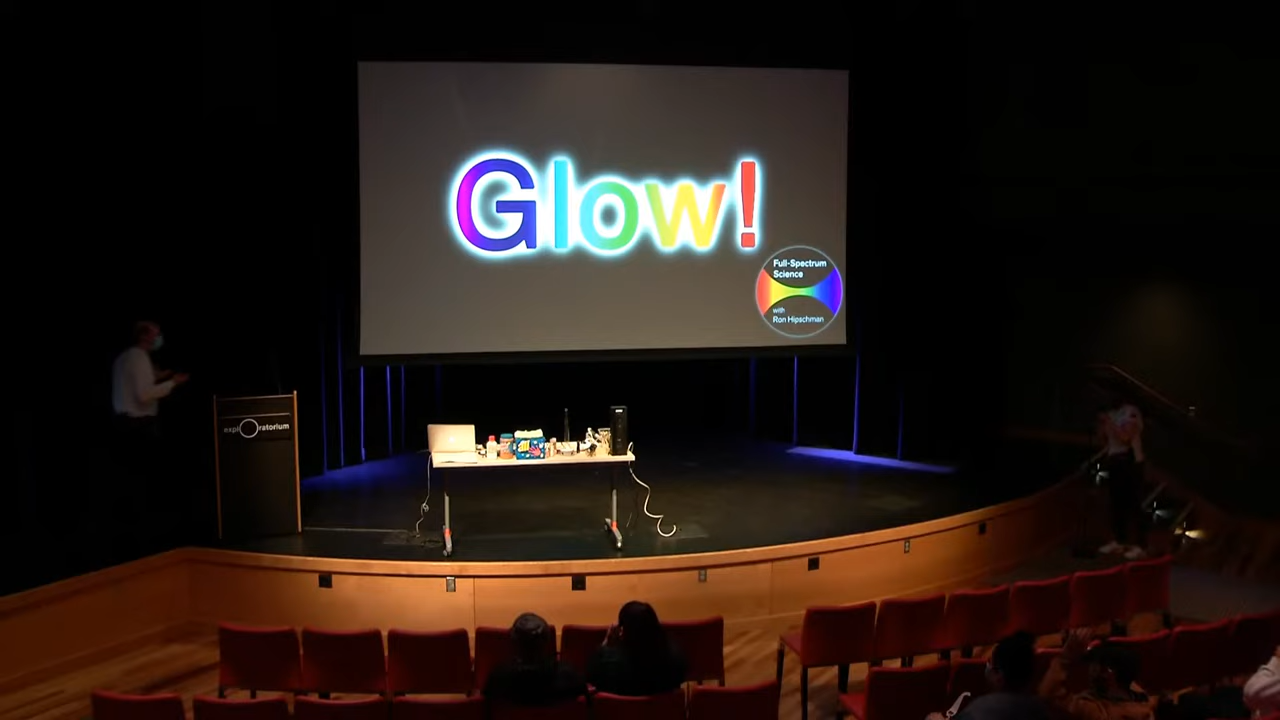 Glow!
Full-Spectrum
Science
with
Ron Hipschman
exploratorium